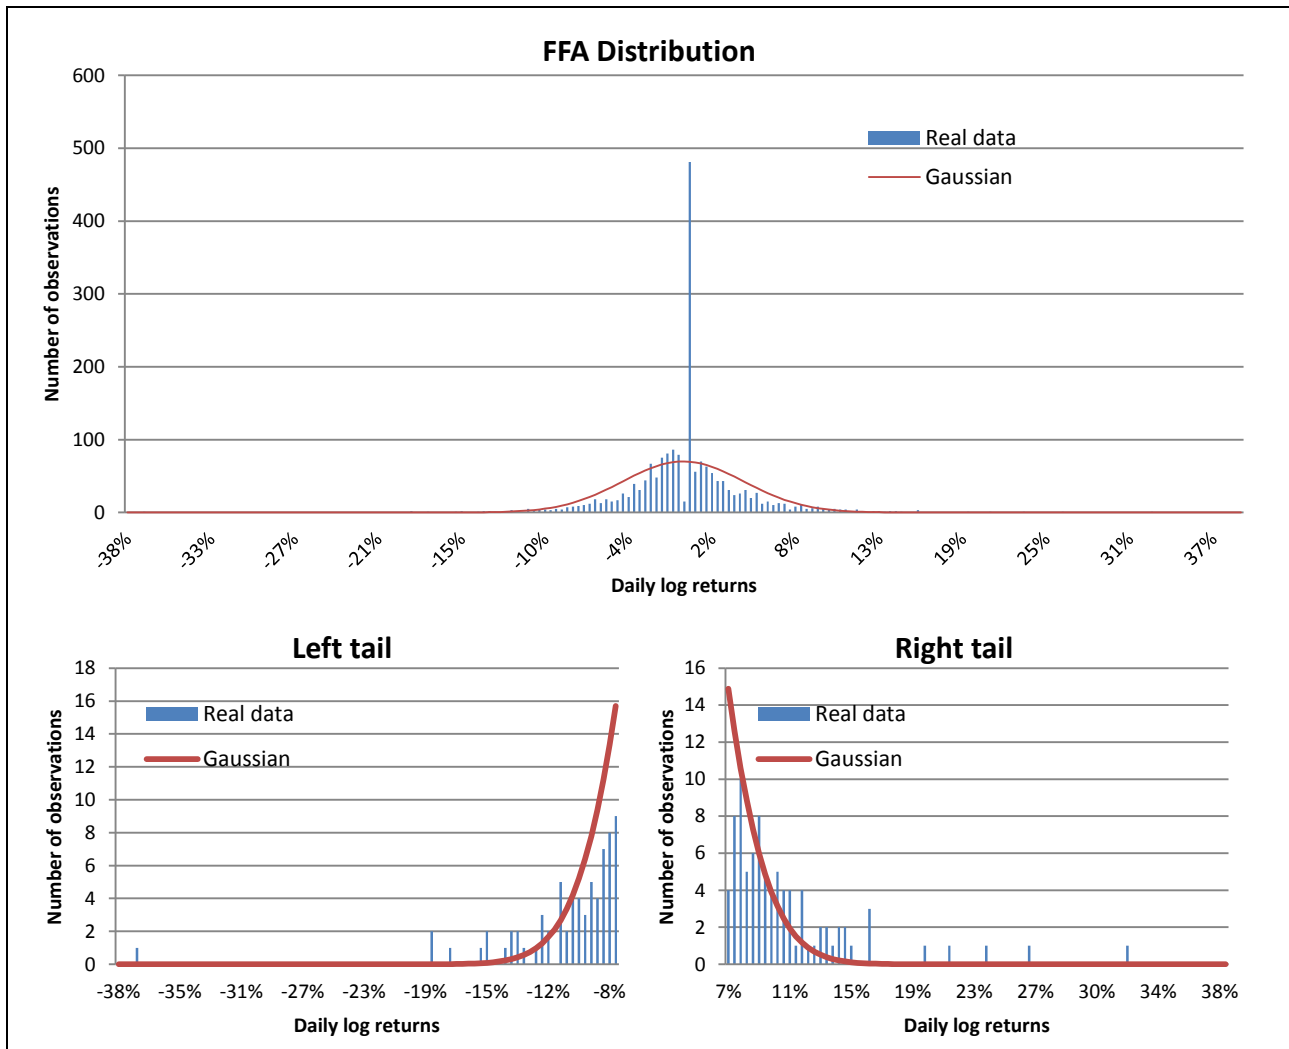 FFA Distribution
600
500
400
300
200
100
0
Number of observations
Real data
Gaussian
-38% -33% -27% -21% -15% -10% -4% 2% 8% 13% 19% 25% 31% 37%
Daily log returns
Left tail
18
16
14
12
10
8
6
4
2
0
Number of observations
Real data
Gaussian
-38% -35% -31% -27% -23% -19% -15% -12% -8%
Daily log returns
Right tail
16
14
12
10
8
6
4
2
0
Number of observations
Real data
Gaussian
7% 11% 15% 19% 23% 27% 30% 34% 38%
Daily log returns